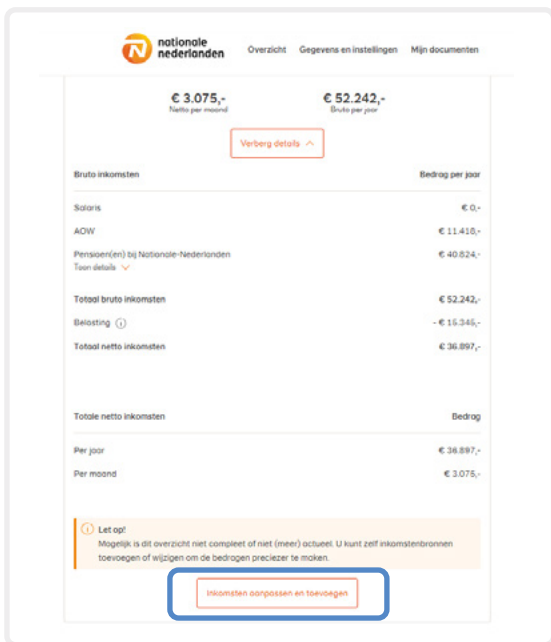 nationale
nederlanden
Overzicht Gegevens en instellingen Mijn documenten
€ 3.075,- € 52.242,-
Netto per maand Bruto per jaar
Verberg details
Bruto inkomsten Bedrag per jaar
Salaris € 0,-
AOW € 11.418,-
Pensioen(en) bij Nationale-Nederlanden € 40.824,-
Toon details
Totaal bruto inkomsten € 52.242,-
Belasting i - € 15.345,-
Totaal netto inkomsten € 36.897,-
Totale netto inkomsten Bedrag
Per jaar € 36.897,-
Per maand € 3.075,-
Let op!
Mogelijk is dit overzicht niet compleet of niet (meer) actueel. U kunt zelf inkomstenbronnen
toevoegen of wijzigen om de bedragen preciezer te maken.
Inkomsten aanpassen en toevoegen